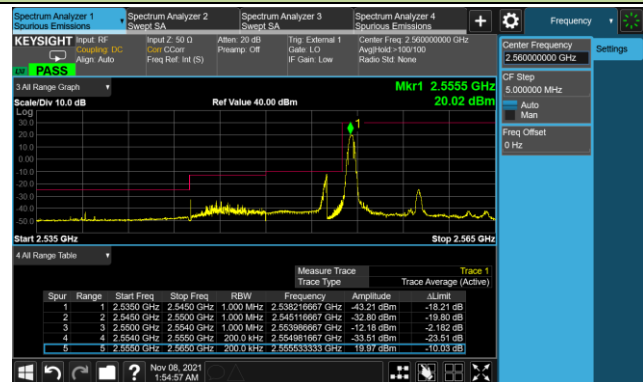 Spectrum Analyzer 1
Spurious Emissions
Spectrum Analyzer 2
Swept SA
Spectrum Analyzer 3
Swept SA
Spectrum Analyzer 4
Spurious Emissions
+
Frequency
KEYSIGHT
Input: RF
Coupling: DC
Align: Auto
Input Z: 50 Ω
Corr CCorr
Freq Ref: Int (S)
Atten: 20 dB
Preamp: Off
Trig: External 1
Gate: LO
IF Gain: Low
Center Freq: 2.560000000 GHz
Avg|Hold:>100/100
Radio Std: None
PASS
Center Frequency
2.560000000 GHz
Settings
CF Step
5.000000 MHz
Auto
Man
Freq Offset
0 Hz
3 All Range Graph
Mkr1 2.5555 GHz
20.02 dBm
Scale/Div 10.0 dB
Ref Value 40.00 dBm
Log
30.0
20.0
10.0
0.00
-10.0
-20.0
-30.0
-40.0
-50.0
1
Start 2.535 GHz
Stop 2.565 GHz
4 All Range Table
Measure Trace Trace 1
Trace Type Trace Average (Active)
Spur Range Start Freq Stop Freq RBW Frequency Amplitude ΔLimit
1 1 2.5350 GHz 2.5450 GHz 1.000 MHz 2.538216667 GHz -43.21 dBm -18.21 dB
2 2 2.5450 GHz 2.5500 GHz 1.000 MHz 2.545116667 GHz -32.80 dBm -19.80 dB
3 3 2.5500 GHz 2.5540 GHz 1.000 MHz 2.553986667 GHz -12.18 dBm -2.182 dB
4 4 2.5540 GHz 2.5550 GHz 200.0 kHz 2.554981667 GHz -33.51 dBm -23.51 dB
5 5 2.5550 GHz 2.5650 GHz 200.0 kHz 2.555533333 GHz 19.97 dBm -10.03 dB
?
Nov 08, 2021
1:54:57 AM